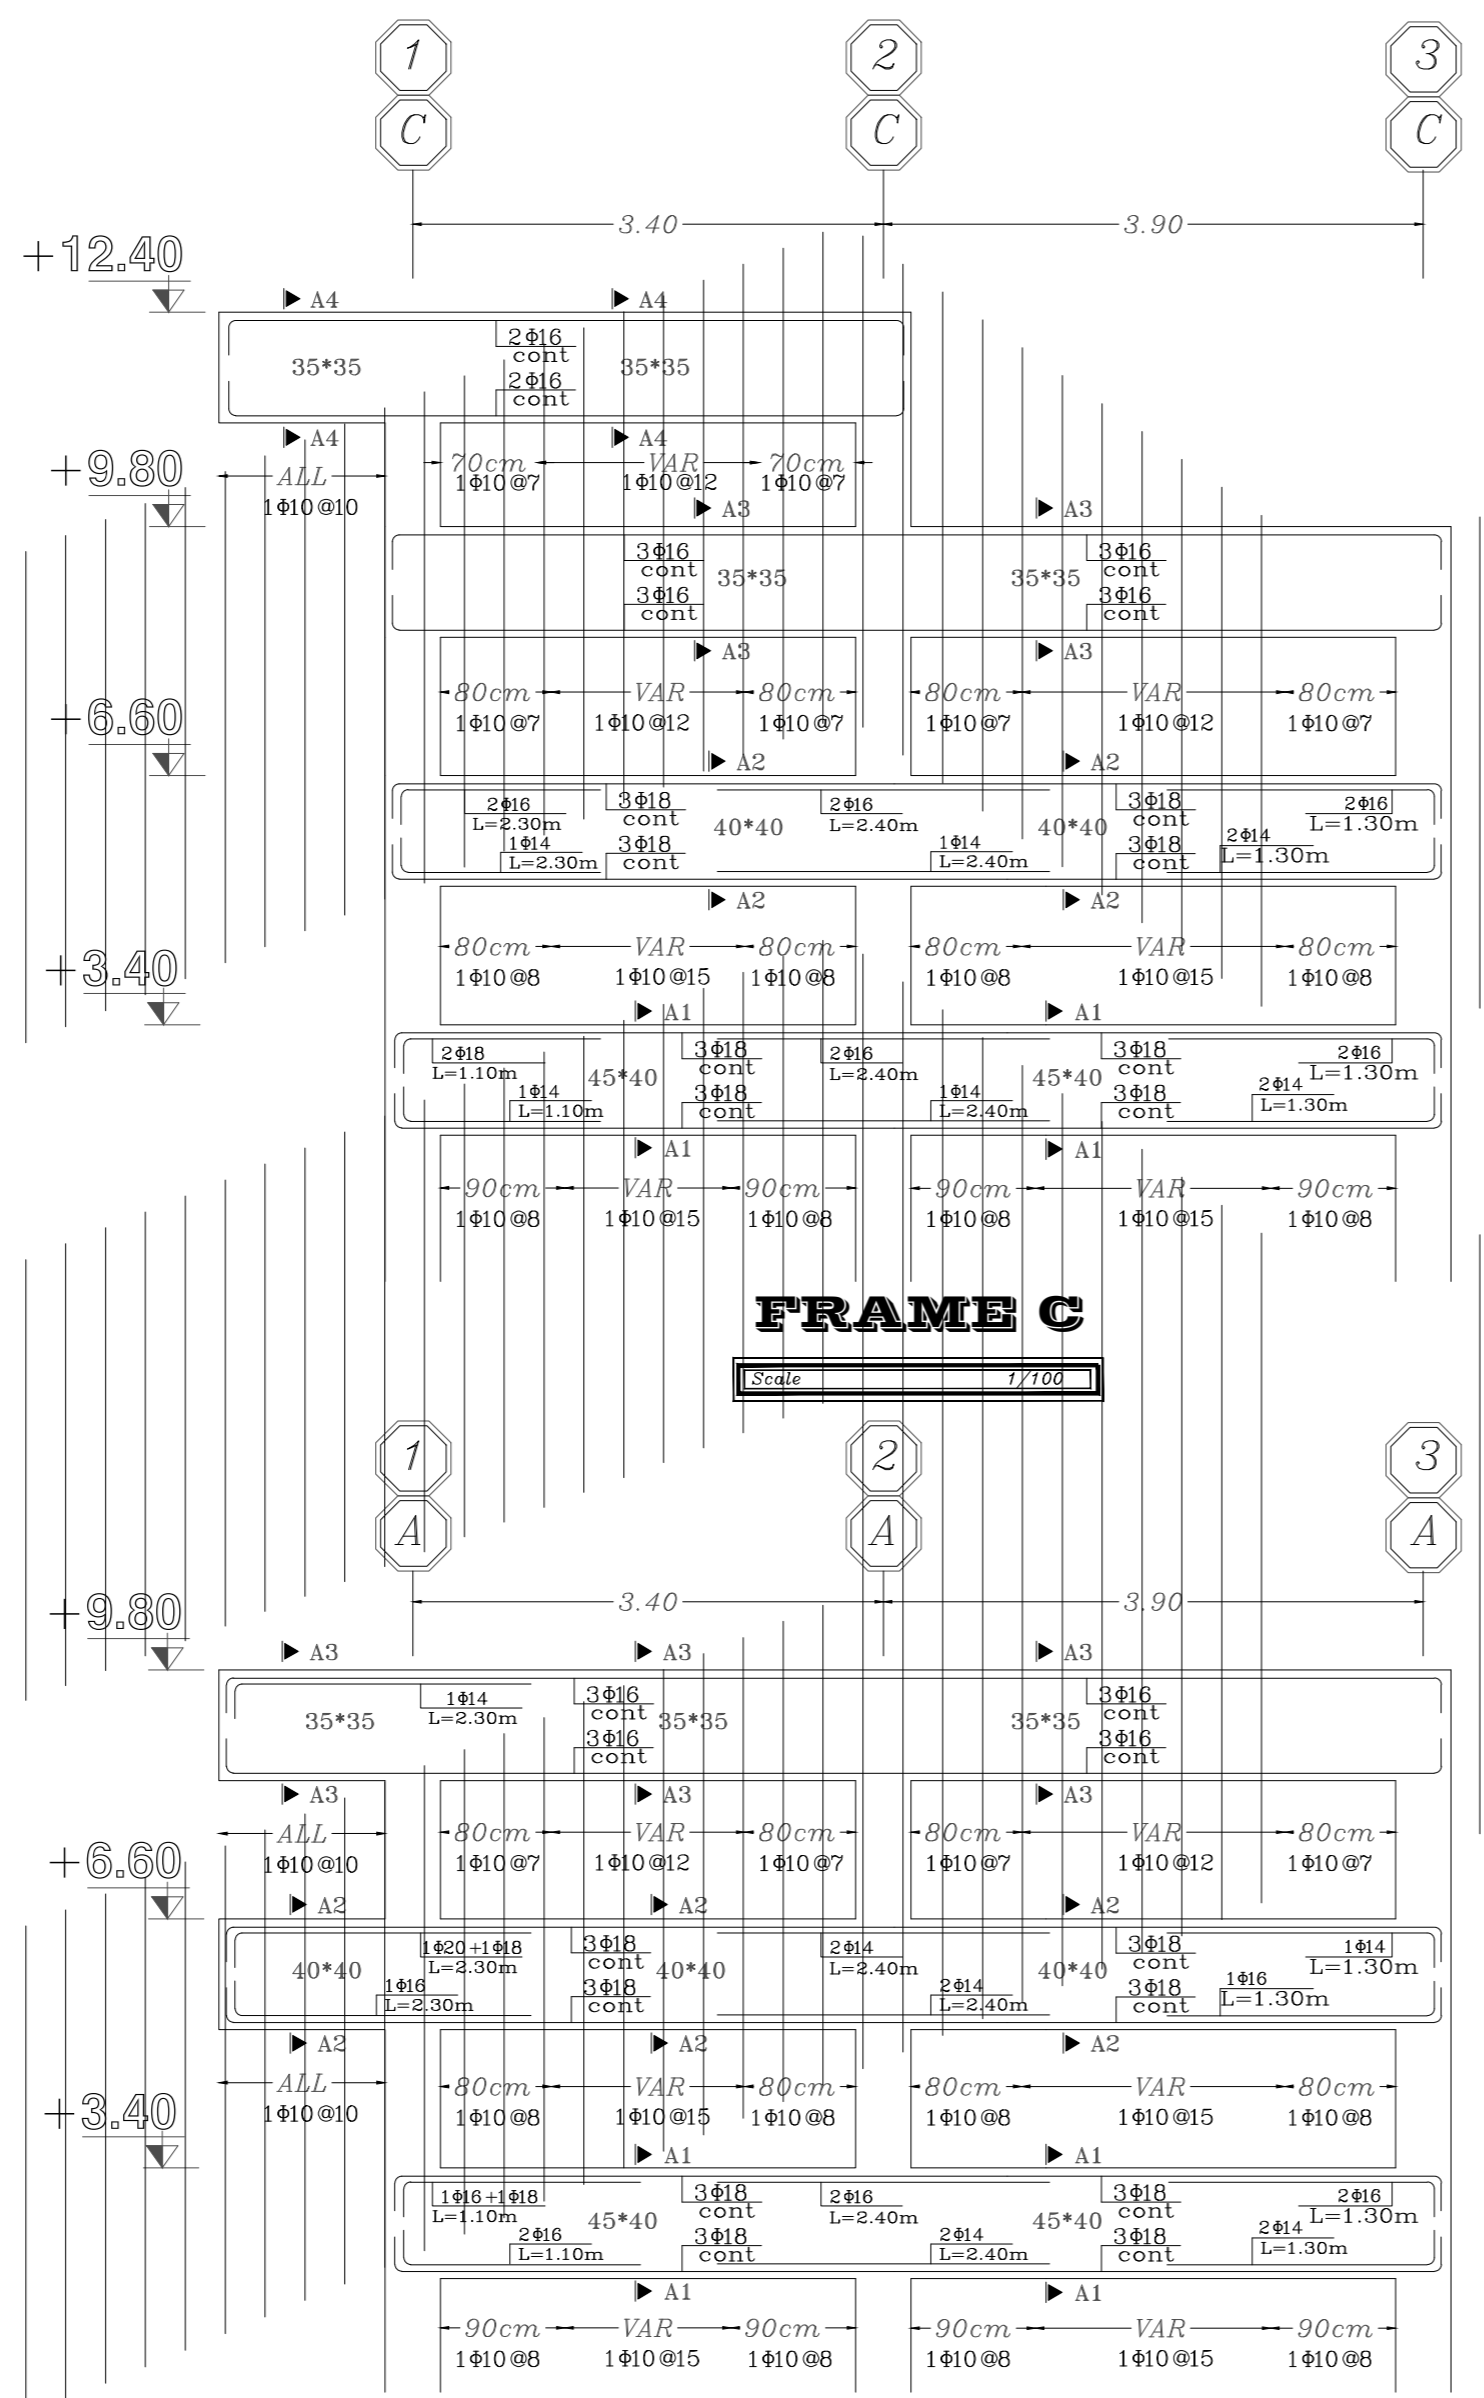 1 2 3
C C C
3.40 3.90
+12.40
A4 A4
2Φ16
cont
35*35 35*35
2Φ16
cont
A4 A4
+9.80
70cm VAR 70cm
ALL
1Φ10@7 1Φ10@12 1Φ10@7
1Φ10@10
A3 A3
3Φ16 3Φ16
cont cont
35*35 35*35
3Φ16 3Φ16
cont cont
A3 A3
+6.60
80cm VAR 80cm 80cm VAR 80cm
1Φ10@7 1Φ10@12 1Φ10@7 1Φ10@7 1Φ10@12 1Φ10@7
A2 A2
2Φ16 3Φ18 2Φ16 3Φ18 2Φ16
L=2.30m cont L=2.40m cont L=1.30m
40*40 40*40
1Φ14 3Φ18 1Φ14 3Φ18 2Φ14
L=2.30m cont L=2.40m cont L=1.30m
A2 A2
+3.40
80cm VAR 80cm 80cm VAR 80cm
1Φ10@8 1Φ10@15 1Φ10@8 1Φ10@8 1Φ10@15 1Φ10@8
A1 A1
2Φ18 3Φ18 2Φ16 3Φ18 2Φ16
L=1.10m cont L=2.40m cont L=1.30m
45*40 45*40
1Φ14 3Φ18 1Φ14 3Φ18 2Φ14
L=1.10m cont L=2.40m cont L=1.30m
A1 A1
90cm VAR 90cm 90cm VAR 90cm
1Φ10@8 1Φ10@15 1Φ10@8 1Φ10@8 1Φ10@15 1Φ10@8
FRAME C
Scale 1/100
1 2 3
A A A
3.40 3.90
+9.80
A3 A3 A3
1Φ14 3Φ16 3Φ16
L=2.30m cont cont
35*35 35*35 35*35
3Φ16 3Φ16
cont cont
A3 A3 A3
ALL 80cm VAR 80cm 80cm VAR 80cm
1Φ10@10 1Φ10@7 1Φ10@12 1Φ10@7 1Φ10@7 1Φ10@12 1Φ10@7
+6.60
A2 A2 A2
1Φ20+1Φ18 3Φ18 2Φ14 3Φ18 1Φ14
L=2.30m cont L=2.40m cont L=1.30m
40*40 40*40 40*40
1Φ16 3Φ18 2Φ14 3Φ18 1Φ16
L=2.30m cont L=2.40m cont L=1.30m
A2 A2 A2
ALL 80cm VAR 80cm 80cm VAR 80cm
1Φ10@10 1Φ10@8 1Φ10@15 1Φ10@8 1Φ10@8 1Φ10@15 1Φ10@8
+3.40
A1 A1
1Φ16+1Φ18 3Φ18 2Φ16 3Φ18 2Φ16
L=1.10m cont L=2.40m cont L=1.30m
45*40 45*40
2Φ16 3Φ18 2Φ14 3Φ18 2Φ14
L=1.10m cont L=2.40m cont L=1.30m
A1 A1
90cm VAR 90cm 90cm VAR 90cm
1Φ10@8 1Φ10@15 1Φ10@8 1Φ10@8 1Φ10@15 1Φ10@8